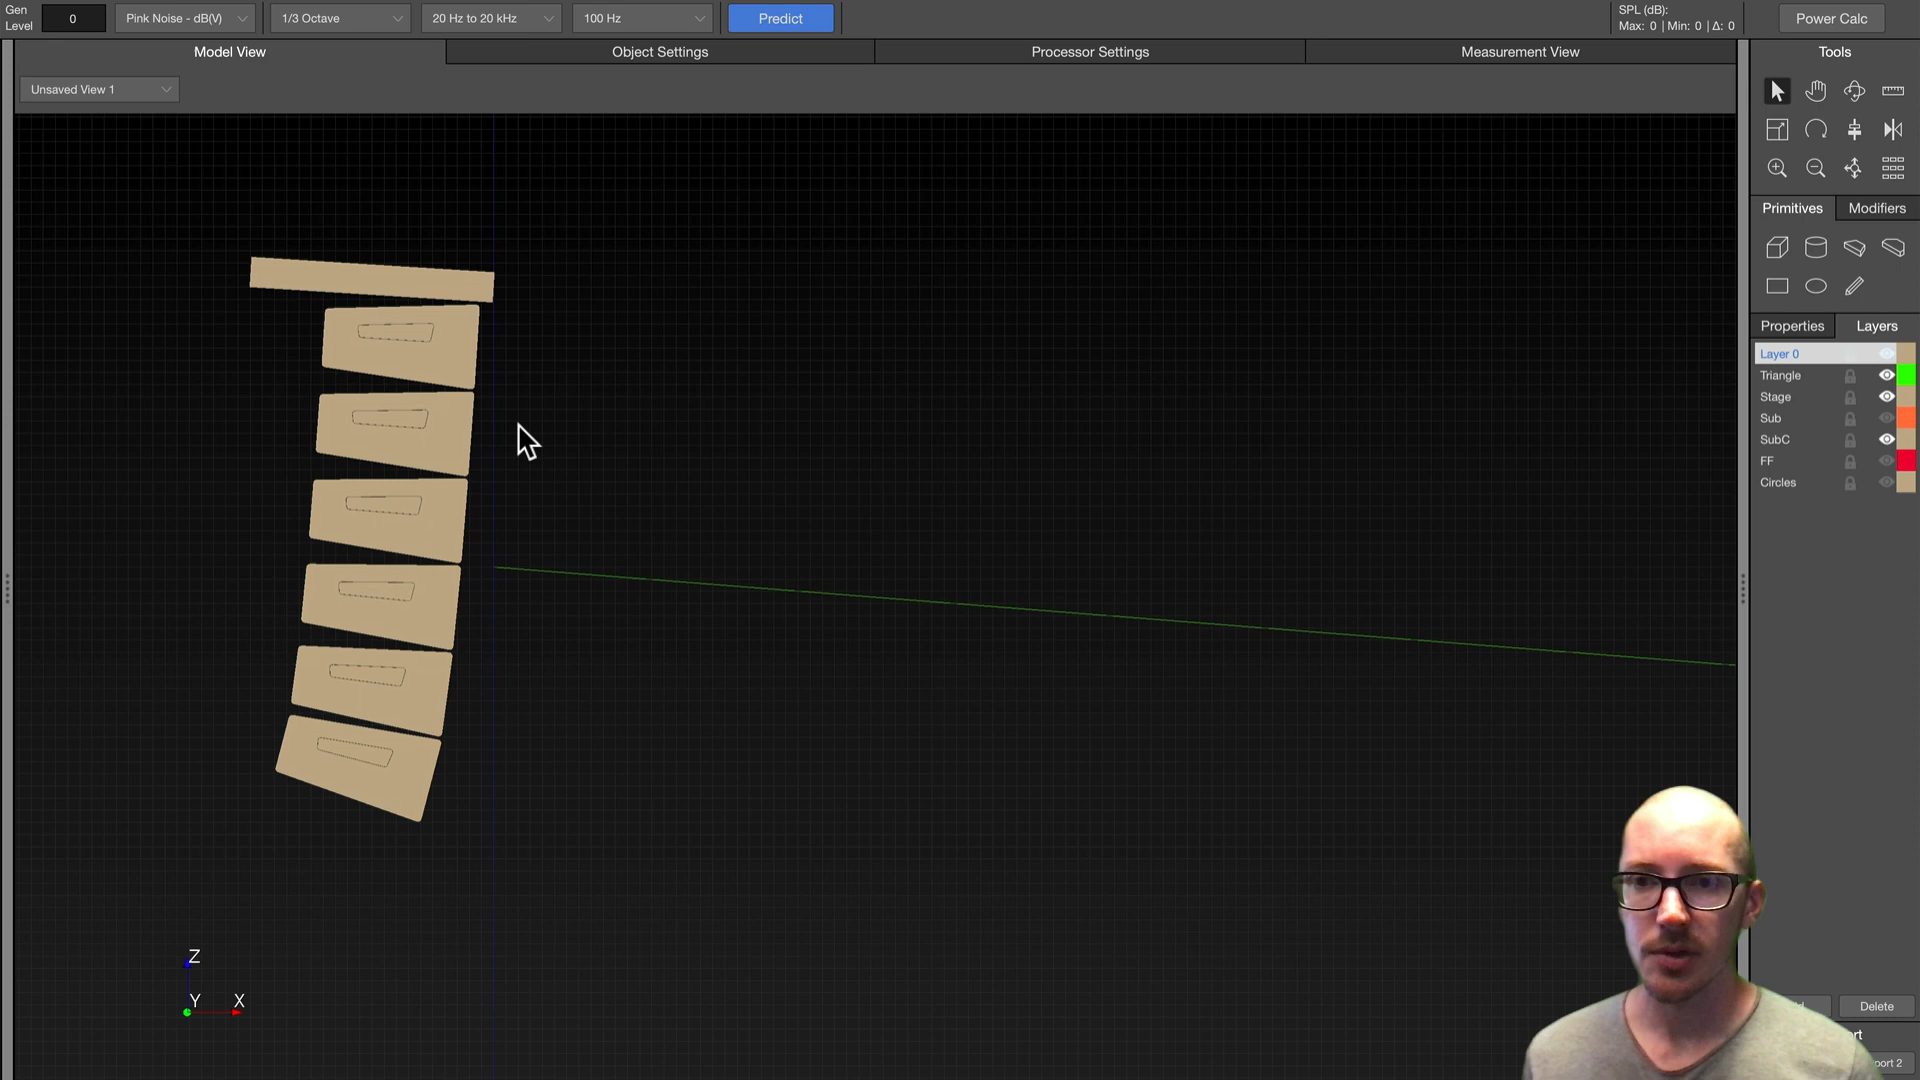 Gen
Level
0
Pink Noise - dB(V)
1/3 Octave
20 Hz to 20 kHz
100 Hz
Predict
SPL (dB):
Max: 0 | Min: 0 | Δ: 0
Power Calc
Model View
Object Settings
Processor Settings
Measurement View
Tools
Unsaved View 1
Primitives
Modifiers
Properties
Layers
Layer 0
Triangle
Stage
Sub
SubC
FF
Circles
Z
Y
X
Delete